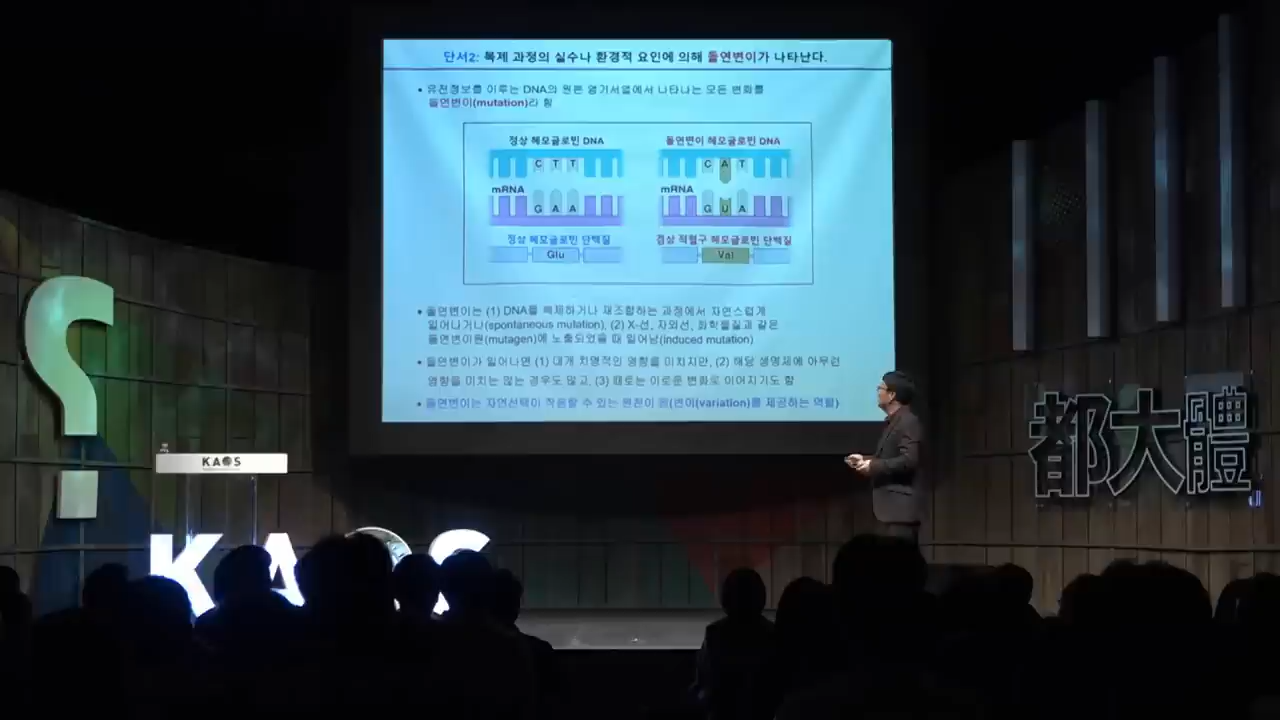 단서2: 복제 과정의 실수나 환경적 요인에 의해 돌연변이가 나타난다.
• 유전정보를 이루는 DNA의 원본 염기서열에서 나타나는 모든 변화를
돌연변이(mutation)라 함
정상 헤모글로빈 DNA
돌연변이 헤모글로빈 DNA
C T T
C A T
mRNA
mRNA
G A A
G U A
정상 헤모글로빈 단백질
겸상 적혈구 헤모글로빈 단백질
Glu
Val
• 돌연변이는 (1) DNA를 복제하거나 재조합하는 과정에서 자연스럽게
일어나거나(spontaneous mutation), (2) X-선, 자외선, 화학물질과 같은
돌연변이원(mutagen)에 노출되었을 때 일어남(induced mutation)
• 돌연변이가 일어나면 (1) 대개 치명적인 영향을 미치지만, (2) 해당 생명체에 아무런
영향을 미치는 않는 경우도 많고, (3) 때로는 이로운 변화로 이어지기도 함
• 돌연변이는 자연선택이 작용할 수 있는 원천이 됨(변이(variation)를 제공하는 역할)
KAOS
KAOS
都大體